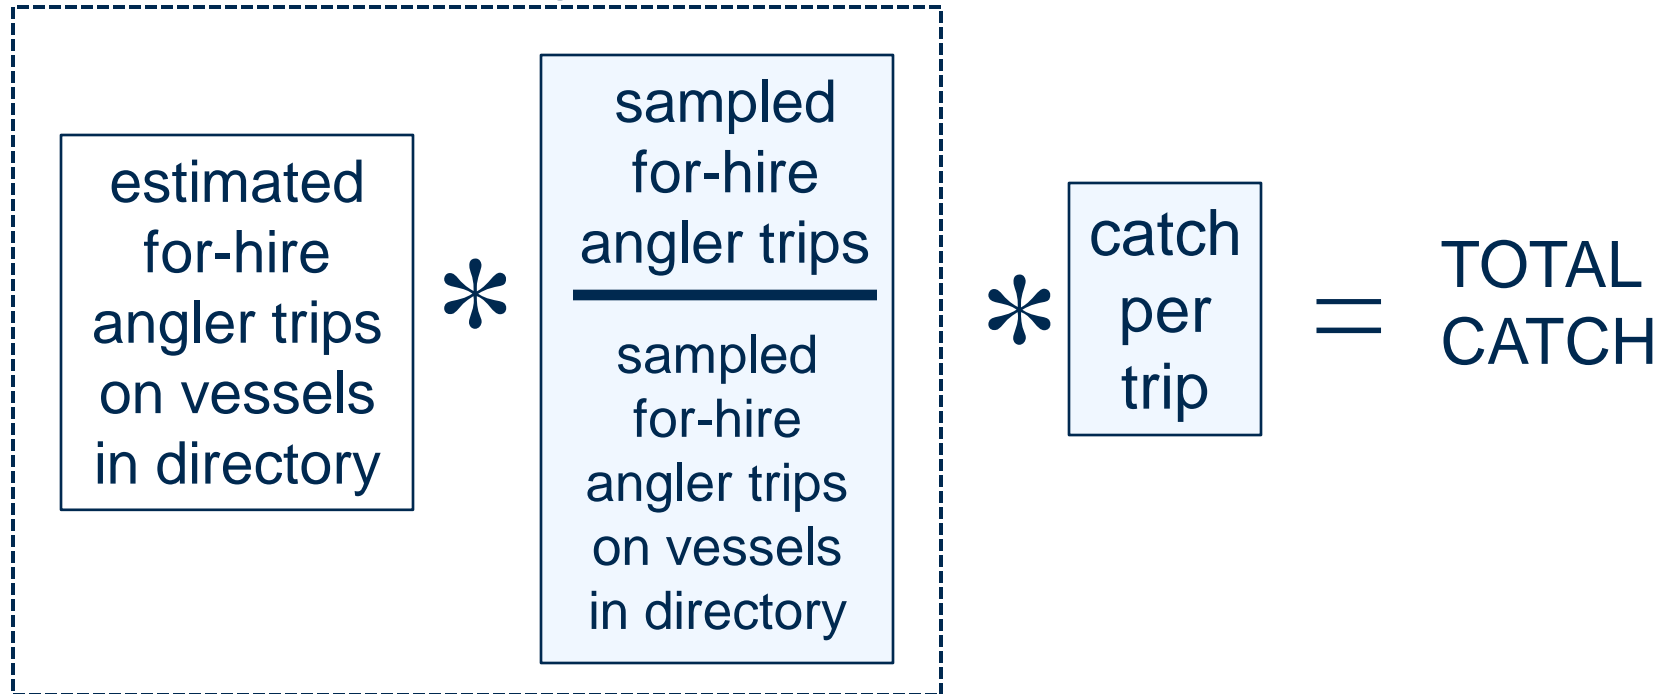 estimated
for-hire
angler trips
on vessels
in directory
*
sampled
for-hire
angler trips
sampled
for-hire
angler trips
on vessels
in directory
*
catch
per
trip
=
TOTAL
CATCH